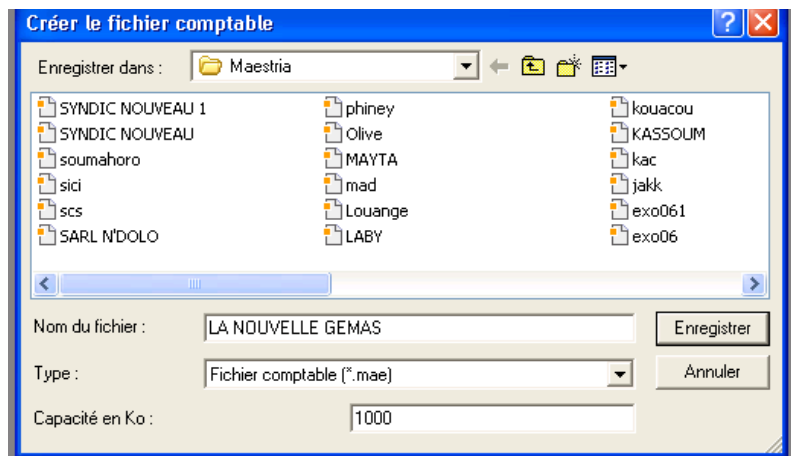 Créer le fichier comptable
Enregistrer dans :
Maestria
SYNDIC NOUVEAU 1
SYNDIC NOUVEAU
soumahoro
sici
scs
SARL N'DOLO
phiney
Olive
MAYTA
mad
Louange
LABY
kouacou
KASSOUM
kac
jakk
exo061
exo06
Nom du fichier :
LA NOUVELLE GEMAS
Enregistrer
Type :
Fichier comptable (*.mae)
Annuler
Capacité en Ko :
1000